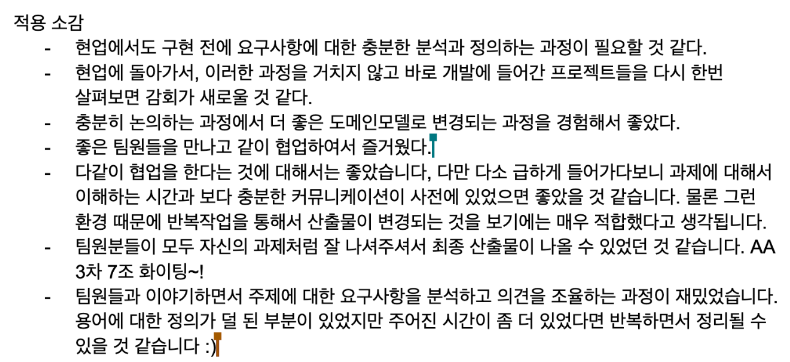 적용 소감
- 현업에서도 구현 전에 요구사항에 대한 충분한 분석과 정의하는 과정이 필요할 것 같다.
- 현업에 돌아가서, 이러한 과정을 거치지 않고 바로 개발에 들어간 프로젝트들을 다시 한번
살펴보면 감회가 새로울 것 같다.
- 충분히 논의하는 과정에서 더 좋은 도메인모델로 변경되는 과정을 경험해서 좋았다.
- 좋은 팀원들을 만나고 같이 협업하여서 즐거웠다.
- 다같이 협업을 한다는 것에 대해서는 좋았습니다, 다만 다소 급하게 들어가다보니 과제에 대해서
이해하는 시간과 보다 충분한 커뮤니케이션이 사전에 있었으면 좋았을 것 같습니다. 물론 그런
환경 때문에 반복작업을 통해서 산출물이 변경되는 것을 보기에는 매우 적합했다고 생각됩니다.
- 팀원분들이 모두 자신의 과제처럼 잘 나셔주셔서 최종 산출물이 나올 수 있었던 것 같습니다. AA
3차 7조 화이팅~!
- 팀원들과 이야기하면서 주제에 대한 요구사항을 분석하고 의견을 조율하는 과정이 재밌었습니다.
용어에 대한 정의가 덜 된 부분이 있었지만 주어진 시간이 좀 더 있었다면 반복하면서 정리될 수
있을 것 같습니다 :)